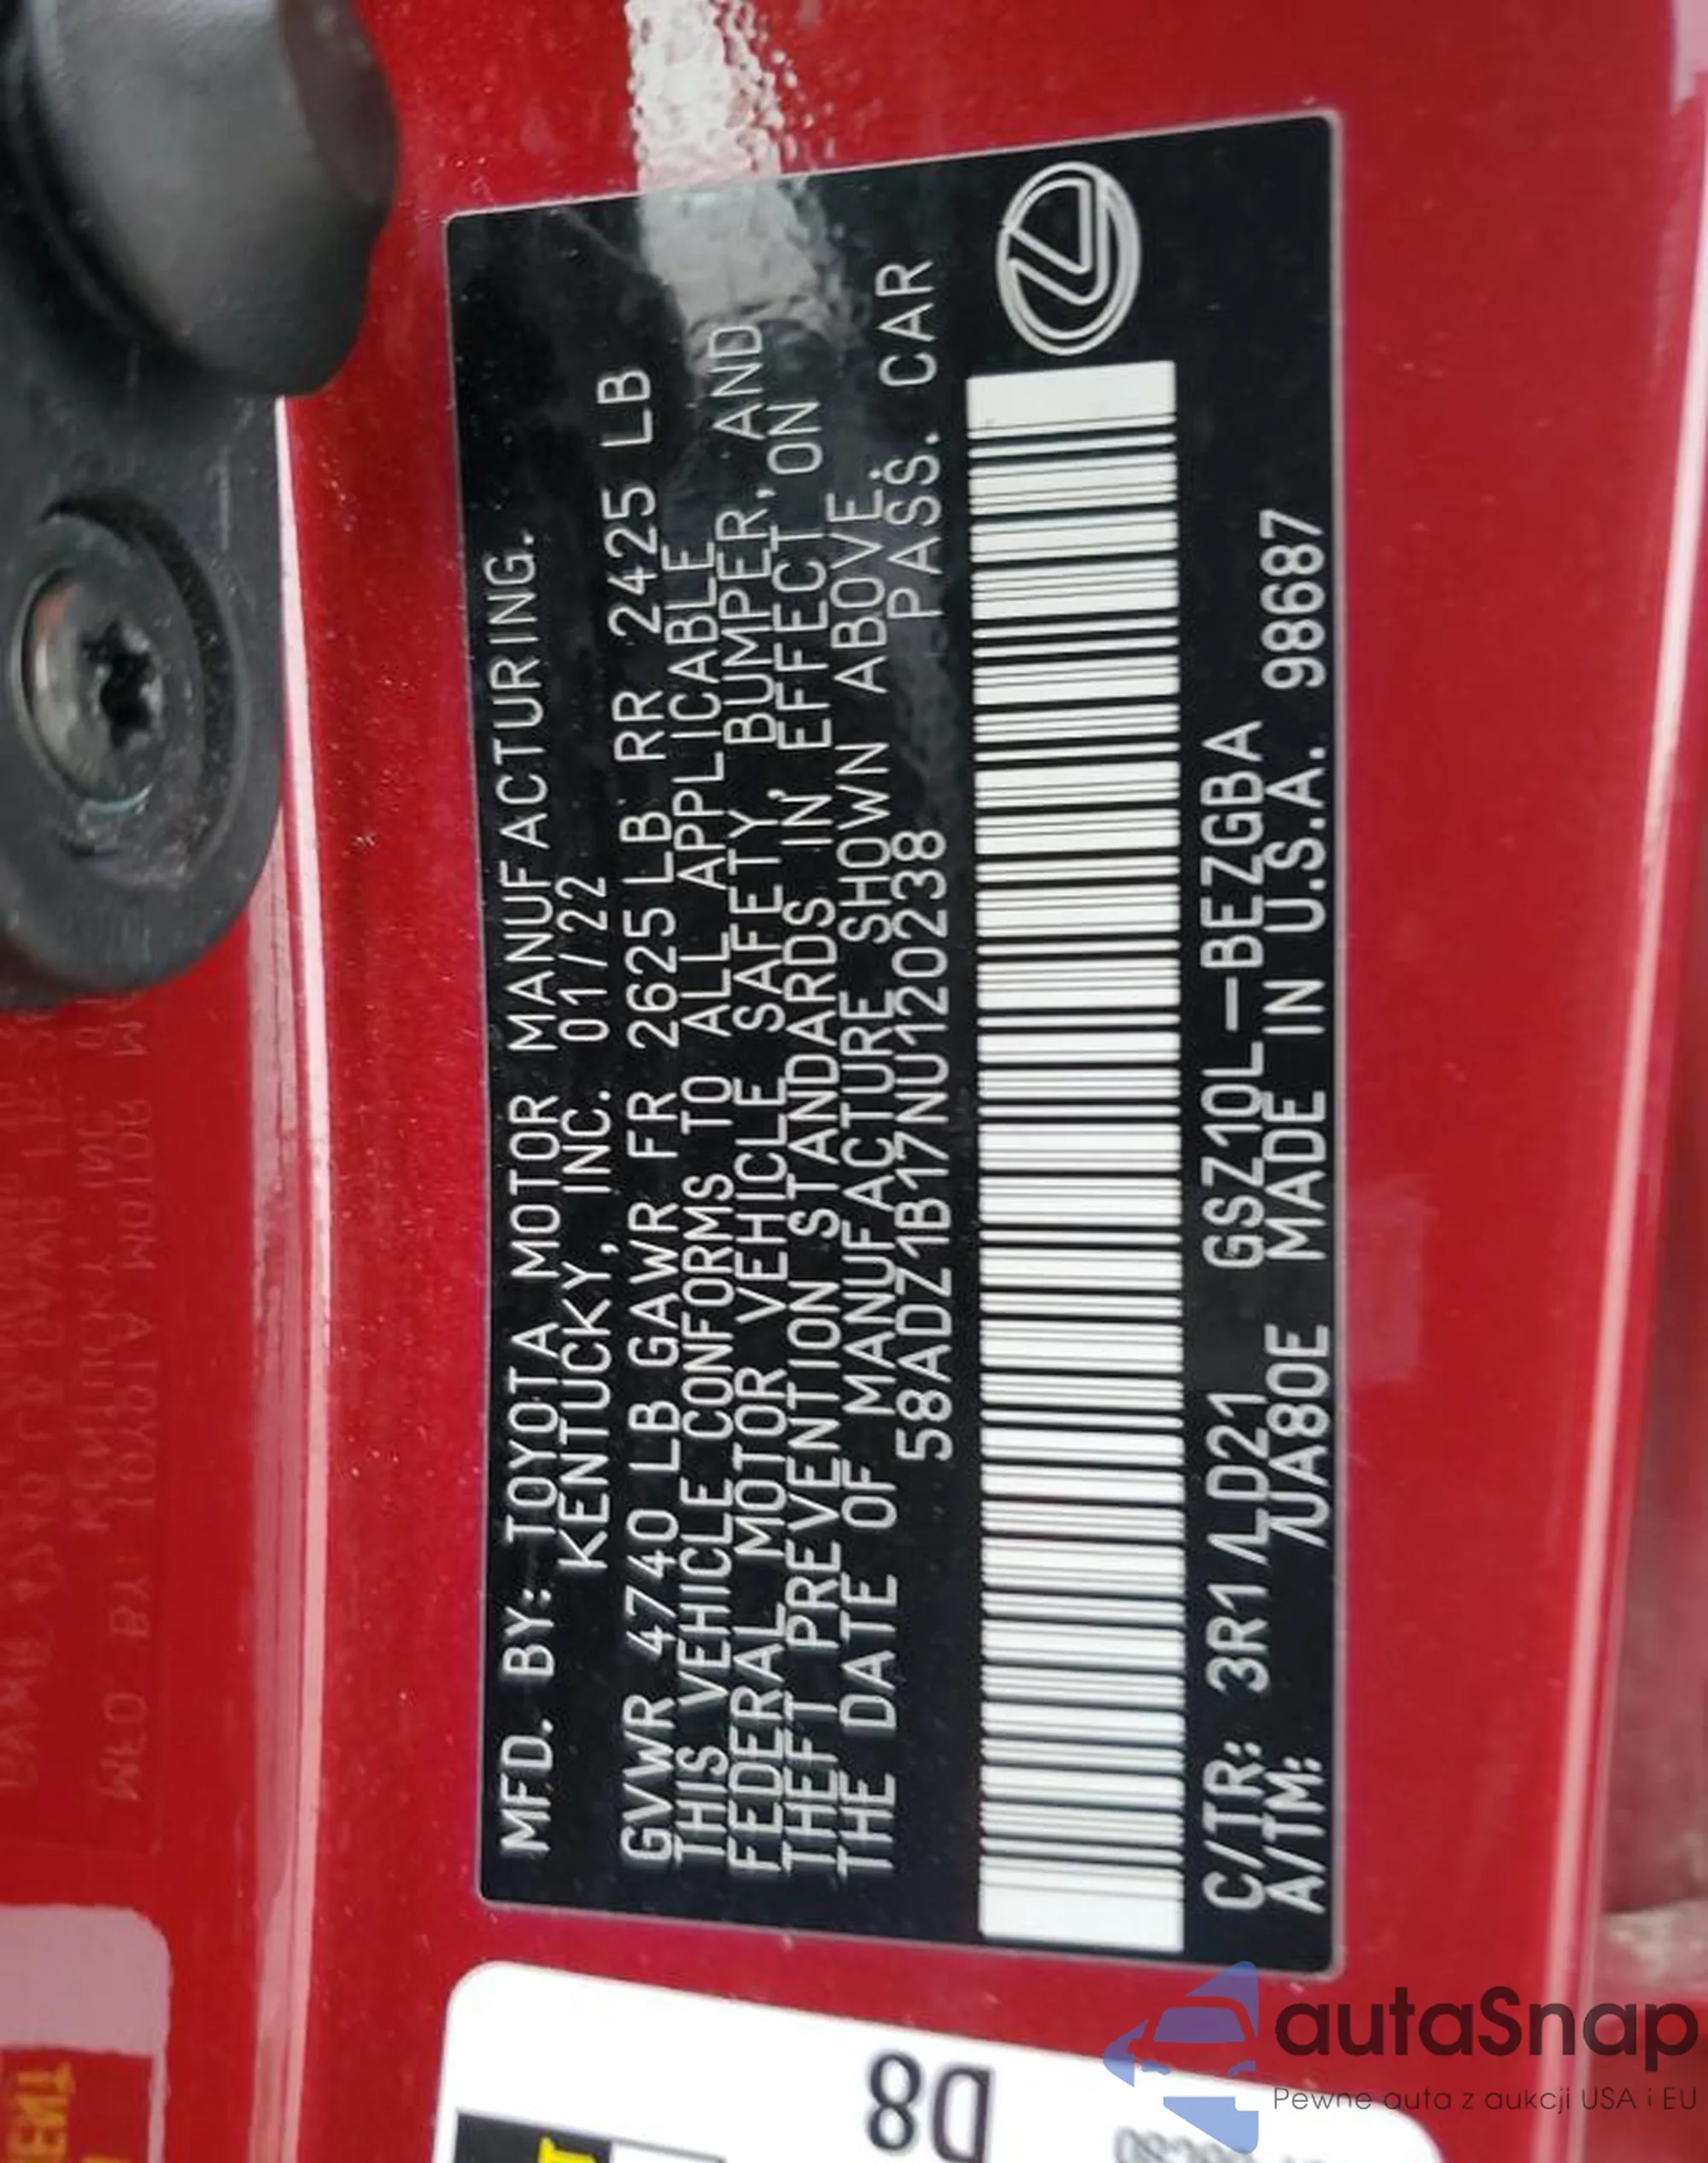 MFD. BY: TOYOTA MOTOR MANUFACTURING.
KENTUCKY, INC. 01/22
GVWR 4740 LB GAWR FR 2625 LB RR 2425 LB
THIS VEHICLE CONFORMS TO ALL APPLICABLE
FEDERAL MOTOR VEHICLE SAFETY, BUMPER, AND
THEFT PREVENTION STANDARDS IN EFFECT ON
THE DATE OF MANUFACTURE SHOWN ABOVE.
58ADZ1B17NU120238 PASS. CAR
C/TR: 3R1/LD21 GSZ10L-BEZGBA
A/TM: /UA80E MADE IN U.S.A. 98687
D8
autaSnap
Pewne auta z aukcji USA i EU